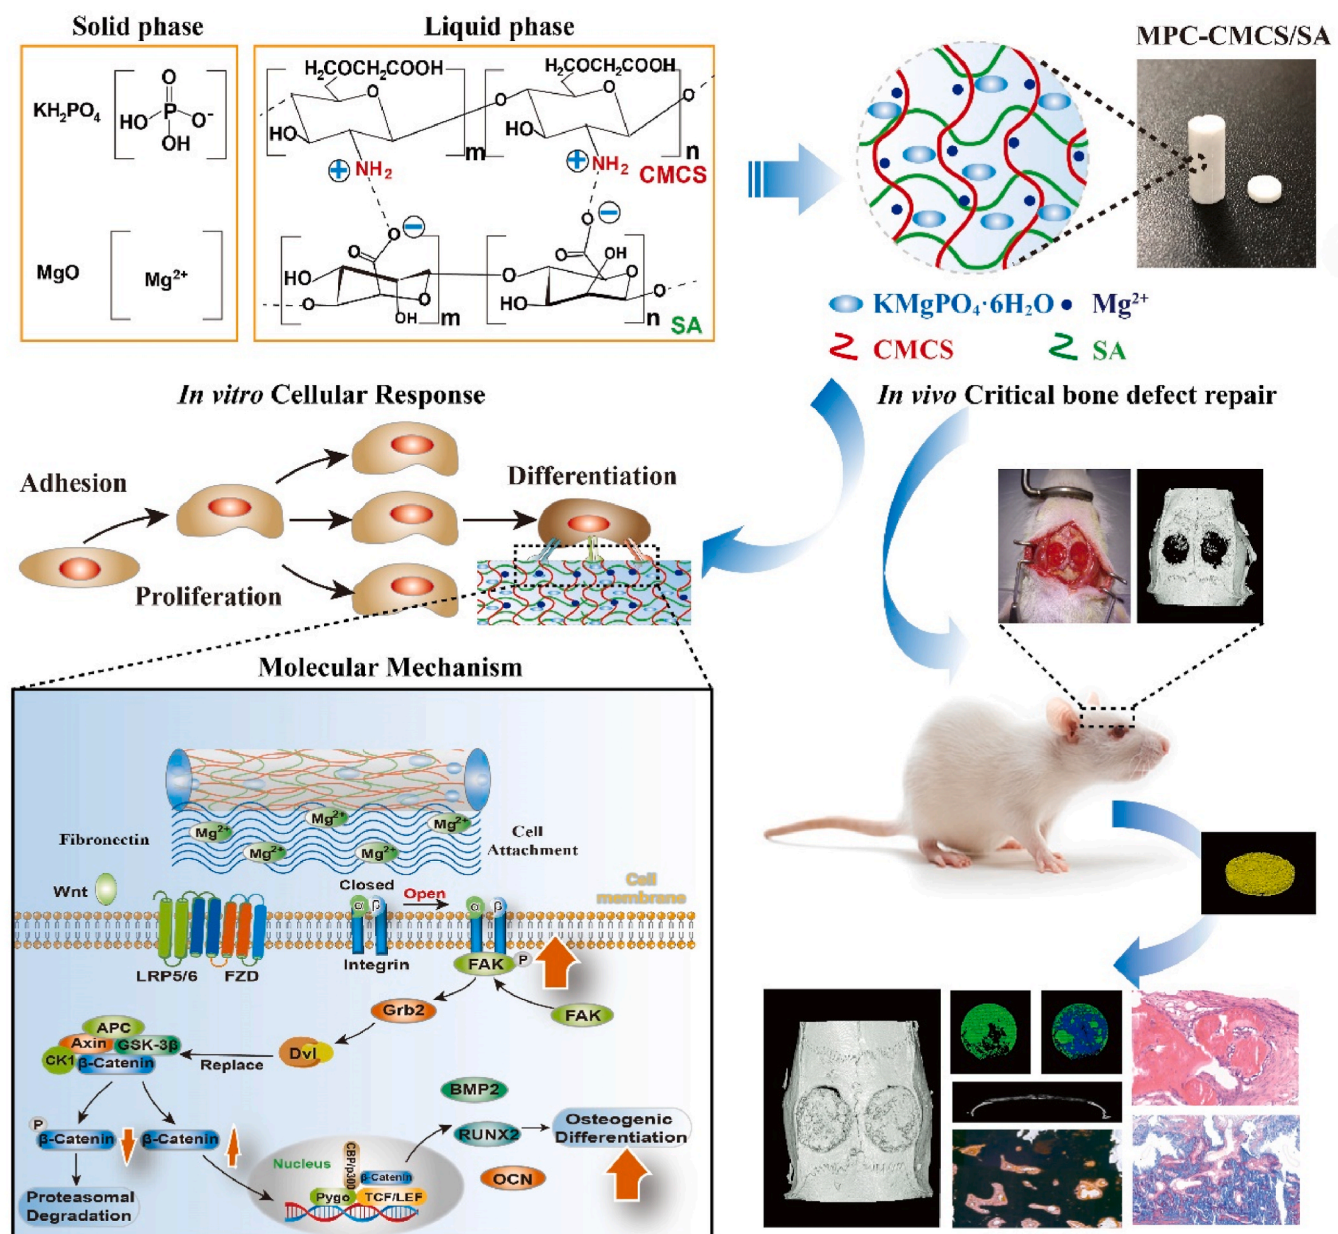 Solid phase
Liquid phase
MPC-CMCS/SA
KH₂PO₄
O
P
HO
O⁻
OH
MgO
Mg²⁺
H₂COCH₂COOH
H₂COCH₂COOH
O
O
O
O
HO
HO
m
n
NH₂
NH₂
CMCS
O
O
O
O
HO
OH
O
O
O
HO
O
O
OH
m
n
SA
KMgPO₄·6H₂O
Mg²⁺
CMCS
SA
In vitro Cellular Response
In vivo Critical bone defect repair
Adhesion
Differentiation
Proliferation
Molecular Mechanism
Fibronectin
Mg²⁺
Mg²⁺
Mg²⁺
Mg²⁺
Mg²⁺
Cell
Attachment
Wnt
Closed
Open
Cell
membrane
α
β
α
β
LRP5/6
FZD
Integrin
FAK
P
Grb2
FAK
APC
Axin
GSK-3β
CK1
β-Catenin
Replace
Dvl
BMP2
P
β-Catenin
β-Catenin
RUNX2
Osteogenic
Differentiation
OCN
Nucleus
CBP/p300
β-Catenin
Pygo
TCF/LEF
Proteasomal
Degradation